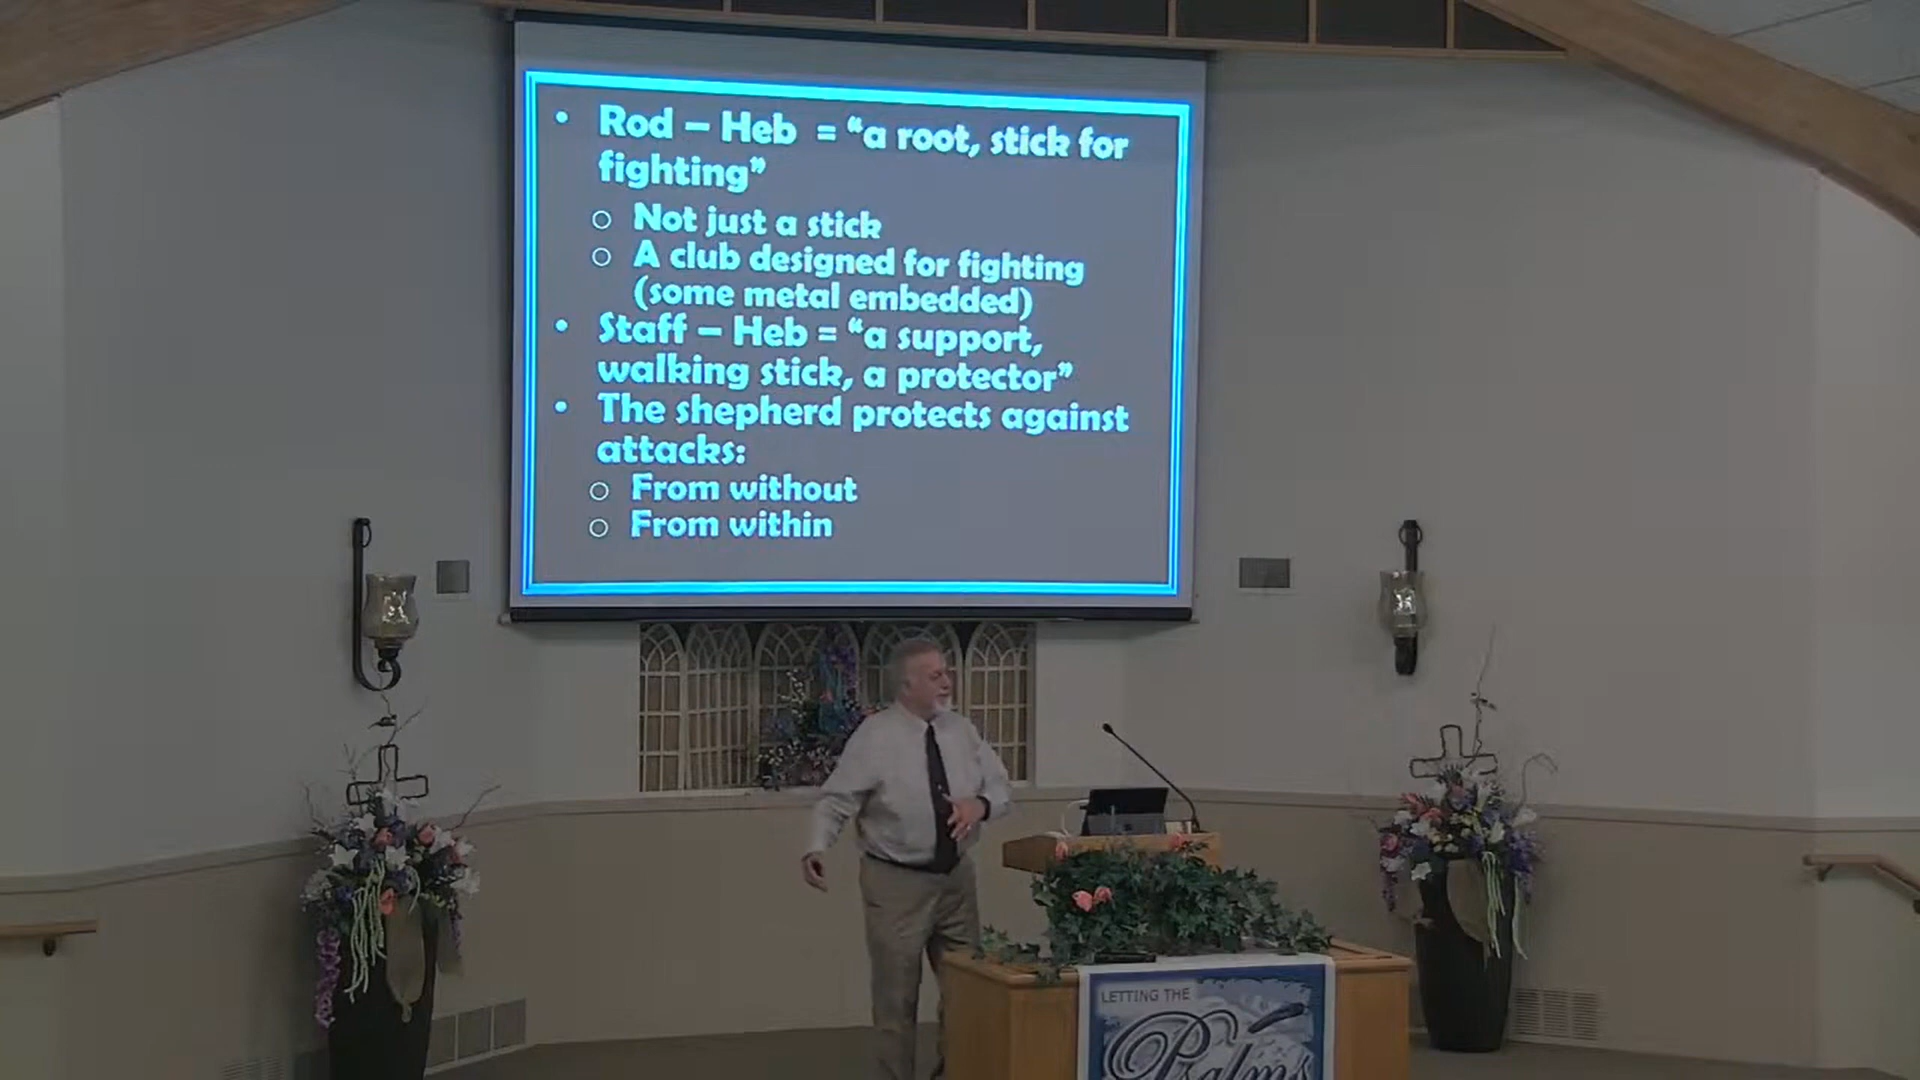 • Rod – Heb = “a root, stick for
fighting”
○ Not just a stick
○ A club designed for fighting
(some metal embedded)
• Staff – Heb = “a support,
walking stick, a protector”
• The shepherd protects against
attacks:
○ From without
○ From within
LETTING THE
Psalms